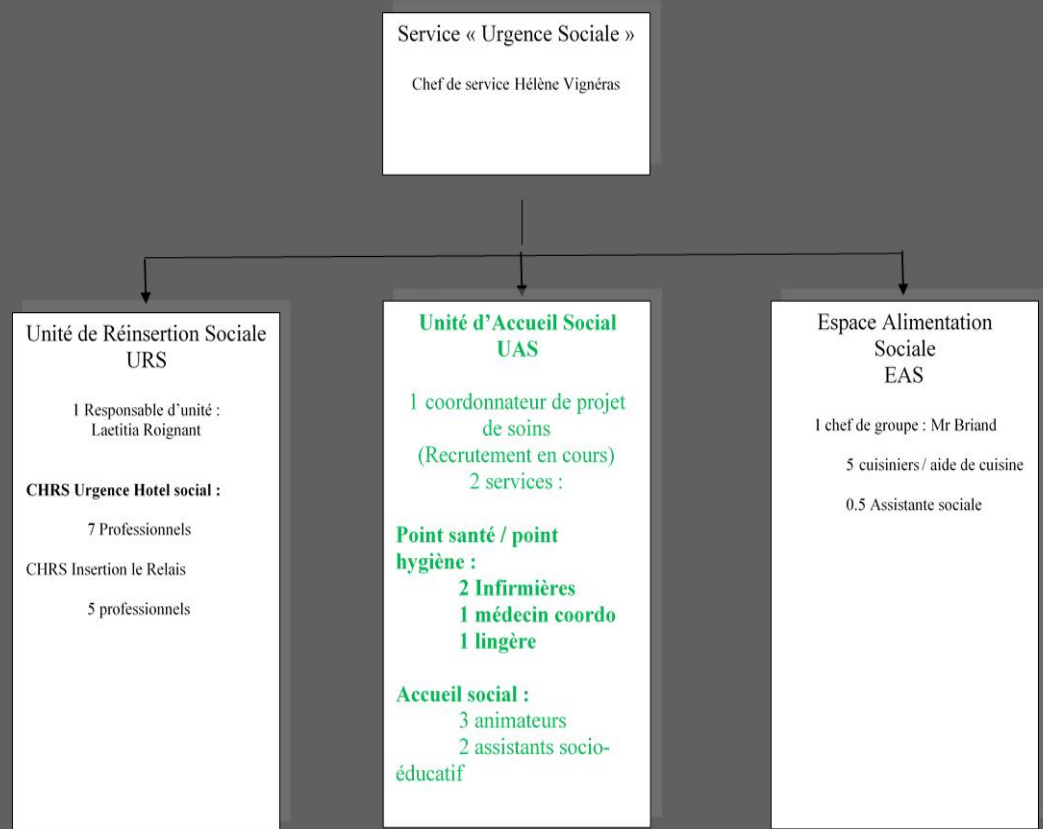 Service « Urgence Sociale »
Chef de service Hélène Vignéras
Unité de Réinsertion Sociale
URS
1 Responsable d’unité :
Laetitia Roignant
CHRS Urgence Hotel social :
7 Professionnels
CHRS Insertion le Relais
5 professionnels
Unité d’Accueil Social
UAS
1 coordonnateur de projet
de soins
(Recrutement en cours)
2 services :
Point santé / point
hygiène :
2 Infirmières
1 médecin coordo
1 lingère
Accueil social :
3 animateurs
2 assistants socio-
éducatif
Espace Alimentation
Sociale
EAS
1 chef de groupe : Mr Briand
5 cuisiniers / aide de cuisine
0.5 Assistante sociale